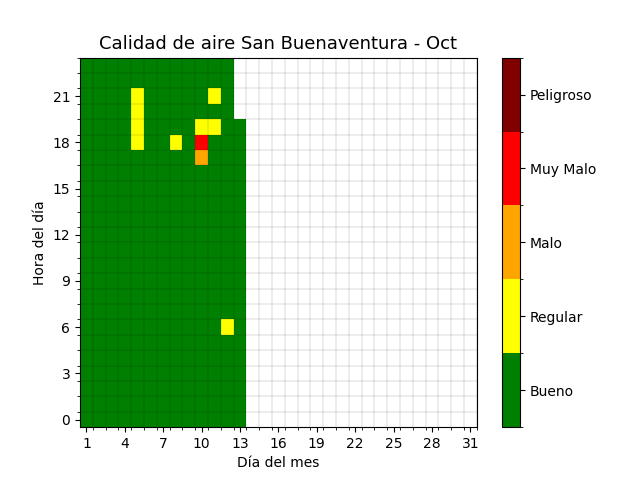 Calidad de aire San Buenaventura - Oct
21
18
15
12
9
6
3
0
Hora del día
1 4 7 10 13 16 19 22 25 28 31
Día del mes
Peligroso
Muy Malo
Malo
Regular
Bueno